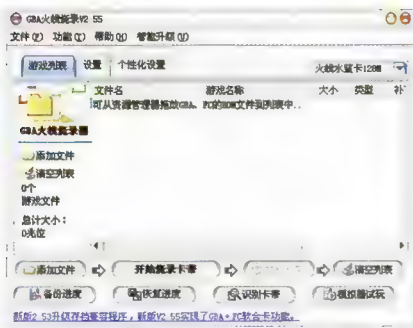 GBA火线烧录V2 55
文件(F) 功能(T) 帮助(H) 智能升级(U)
游戏列表 设置 个性化设置 火线水蓝卡128M
文件名 游戏名称 大小 类型 补
可从资源管理器拖放GBA、FC的ROM文件到列表中..
GBA火线烧录器
添加文件
清空列表
0个
游戏文件
总计大小:
0兆位
添加文件 开始烧录卡带 清空列表
备份进度 恢复进度 识别卡带 模拟器试玩
新版2 53升级存档兼容程序,新版V2 55实现了GBA·FC软合卡功能。